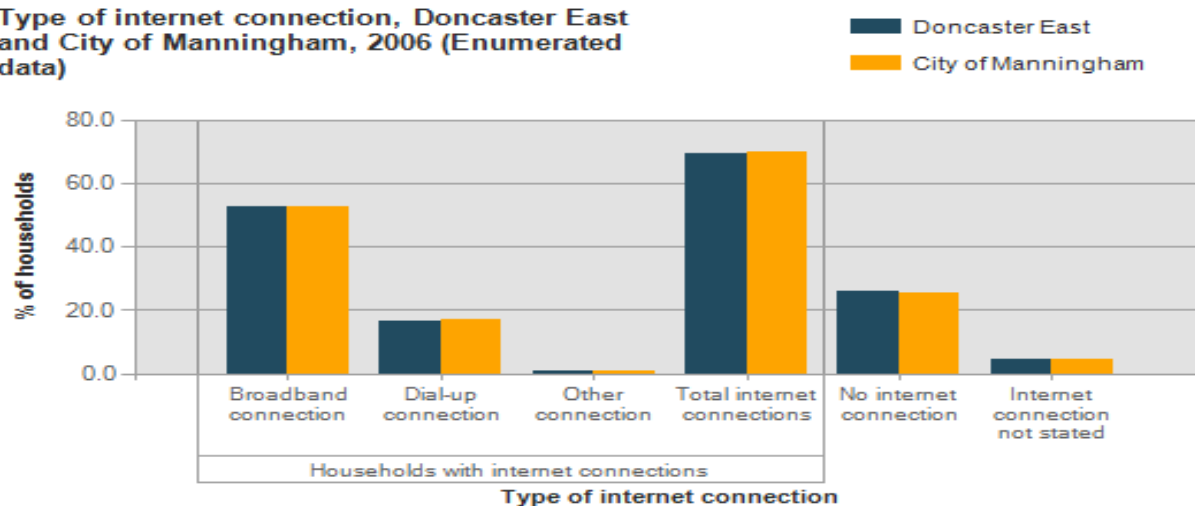 Type of internet connection, Doncaster East
and City of Manningham, 2006 (Enumerated
data)
Doncaster East
City of Manningham
% of households
80.0
60.0
40.0
20.0
0.0
Broadband
connection
Dial-up
connection
Other
connection
Total internet
connections
No internet
connection
Internet
connection
not stated
Households with internet connections
Type of internet connection